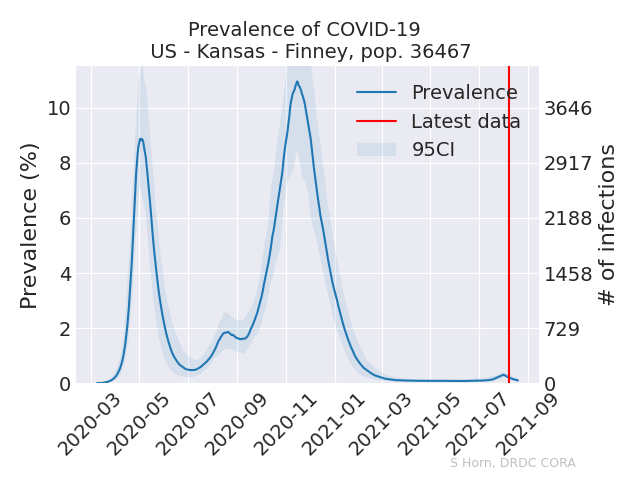 Prevalence of COVID-19
US - Kansas - Finney, pop. 36467
Prevalence
Latest data
95CI
Prevalence (%)
10
8
6
4
2
0
3646
2917
2188
1458
729
0
# of infections
2020-03
2020-05
2020-07
2020-09
2020-11
2021-01
2021-03
2021-05
2021-07
2021-09
S Horn, DRDC CORA